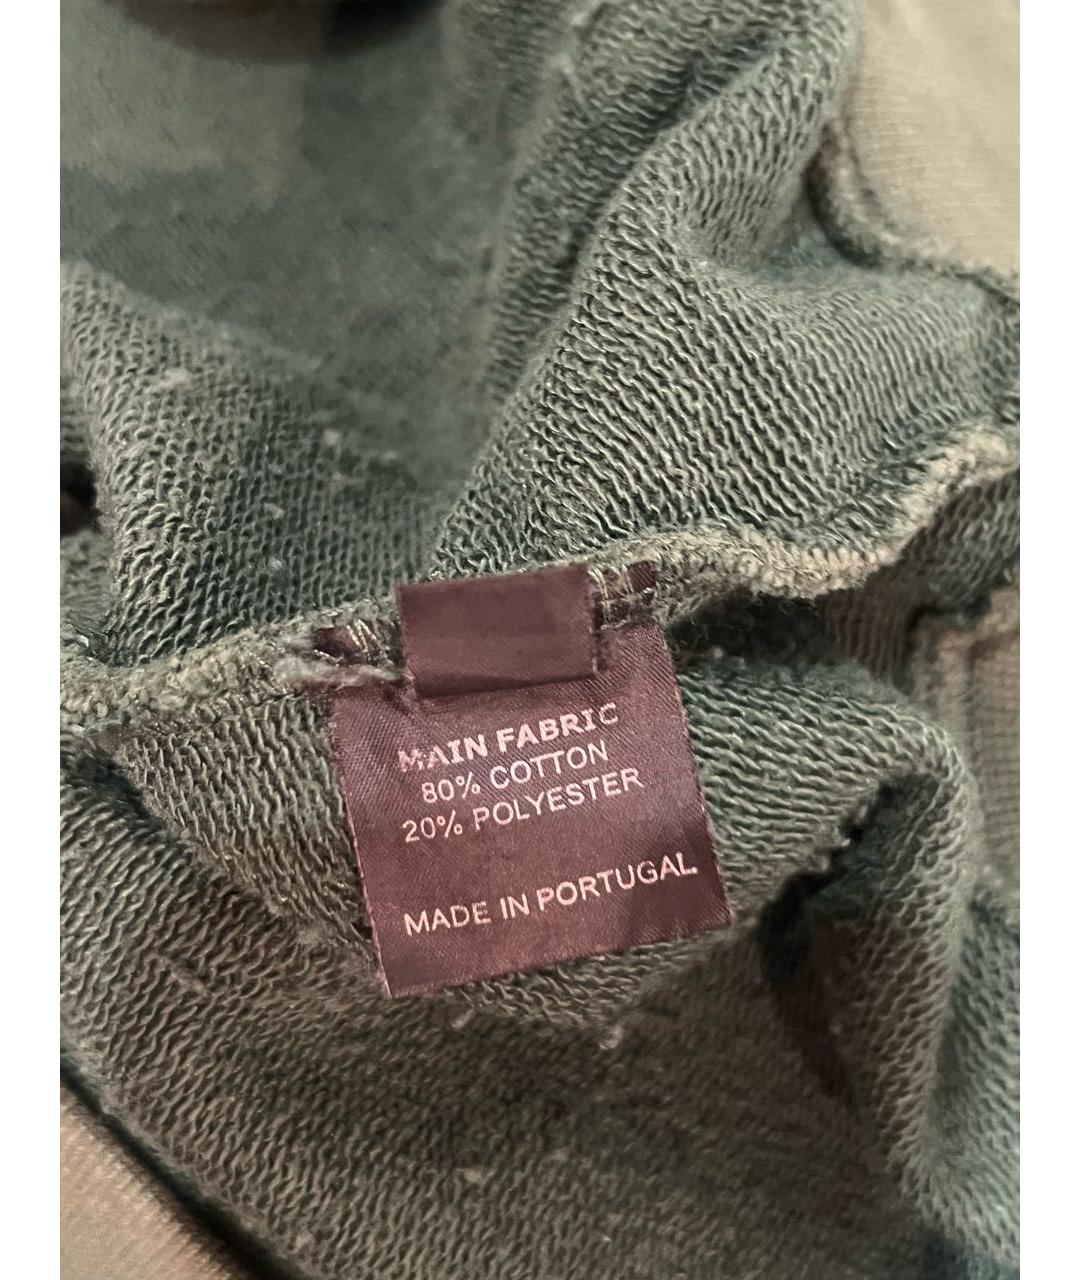 MAIN FABRIC
80% COTTON
20% POLYESTER
MADE IN PORTUGAL